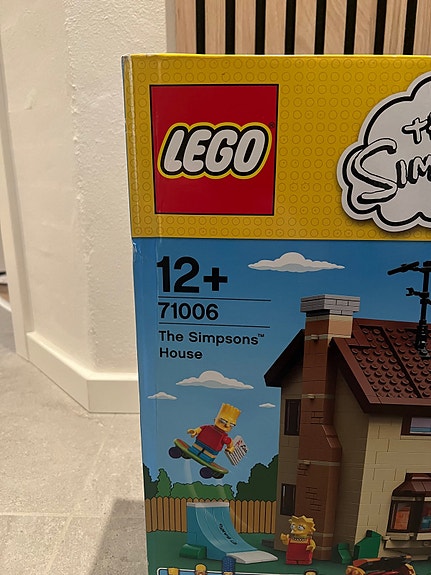 LEGO
12+
71006
The Simpsons™
House